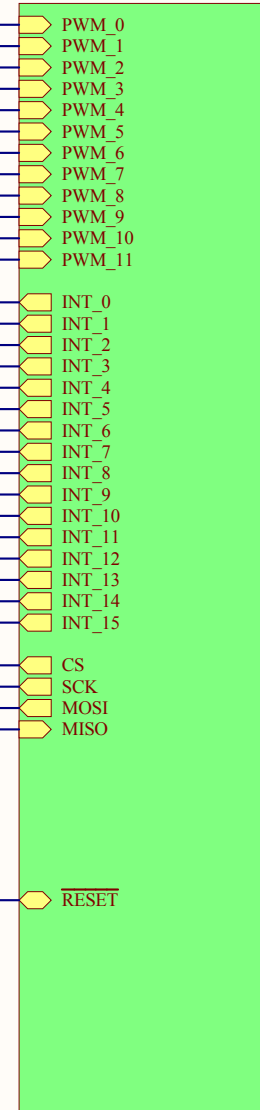 PWM_0
PWM_1
PWM_2
PWM_3
PWM_4
PWM_5
PWM_6
PWM_7
PWM_8
PWM_9
PWM_10
PWM_11
INT_0
INT_1
INT_2
INT_3
INT_4
INT_5
INT_6
INT_7
INT_8
INT_9
INT_10
INT_11
INT_12
INT_13
INT_14
INT_15
CS
SCK
MOSI
MISO
RESET